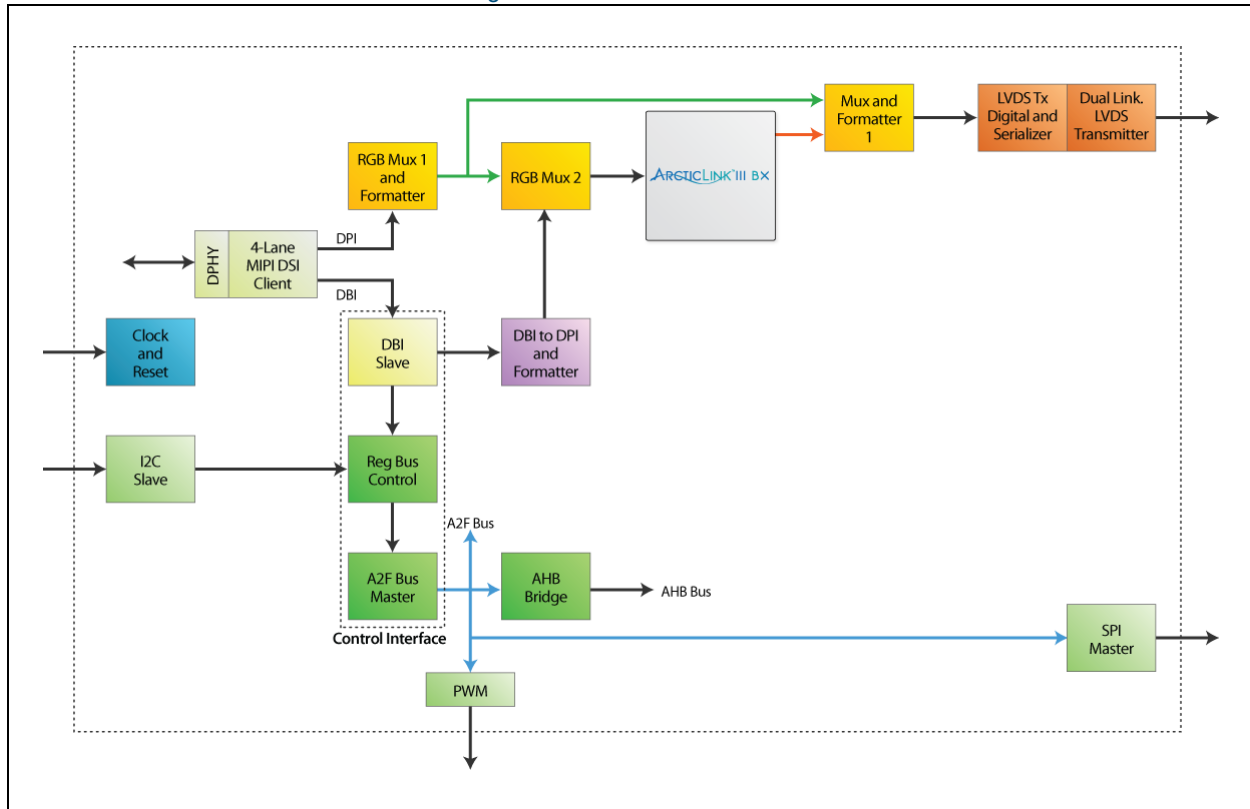 Mux and
Formatter
1
LVDS Tx
Digital and
Serializer
Dual Link.
LVDS
Transmitter
RGB Mux 1
and
Formatter
RGB Mux 2
ARCTICLINK III BX
DPHY
4-Lane
MIPI DSI
Client
DPI
DBI
Clock
and
Reset
DBI
Slave
DBI to DPI
and
Formatter
I2C
Slave
Reg Bus
Control
A2F Bus
A2F Bus
Master
AHB
Bridge
AHB Bus
Control Interface
SPI
Master
PWM